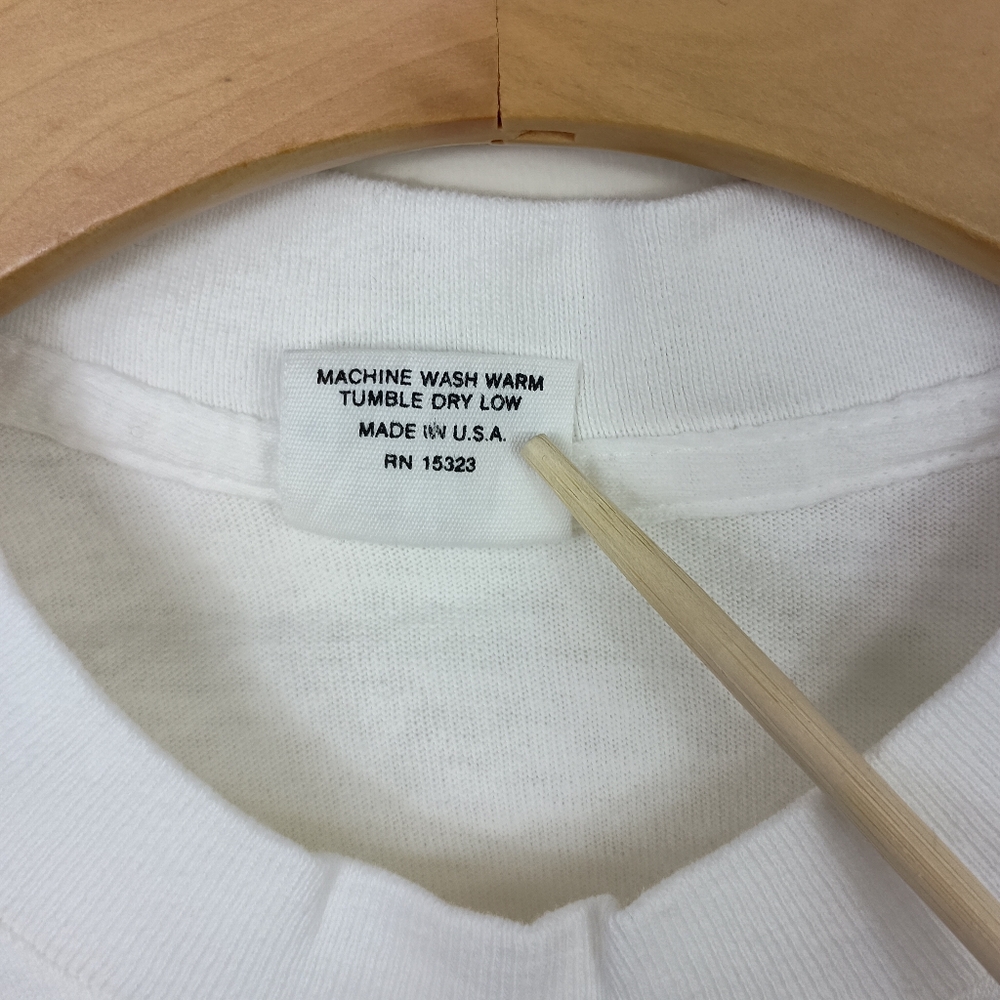 MACHINE WASH WARM
TUMBLE DRY LOW
MADE IN U.S.A.
RN 15323